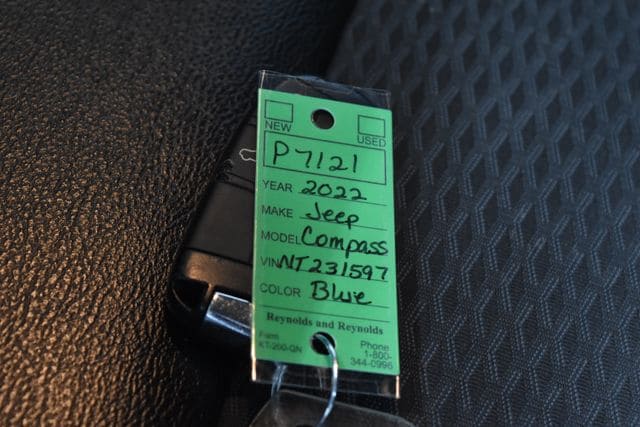 NEW USED
P7121
YEAR 2022
MAKE Jeep
MODEL Compass
VIN NT231597
COLOR Blue
Reynolds and Reynolds
Form Phone
KT-200-QN 1-800-
344-0996